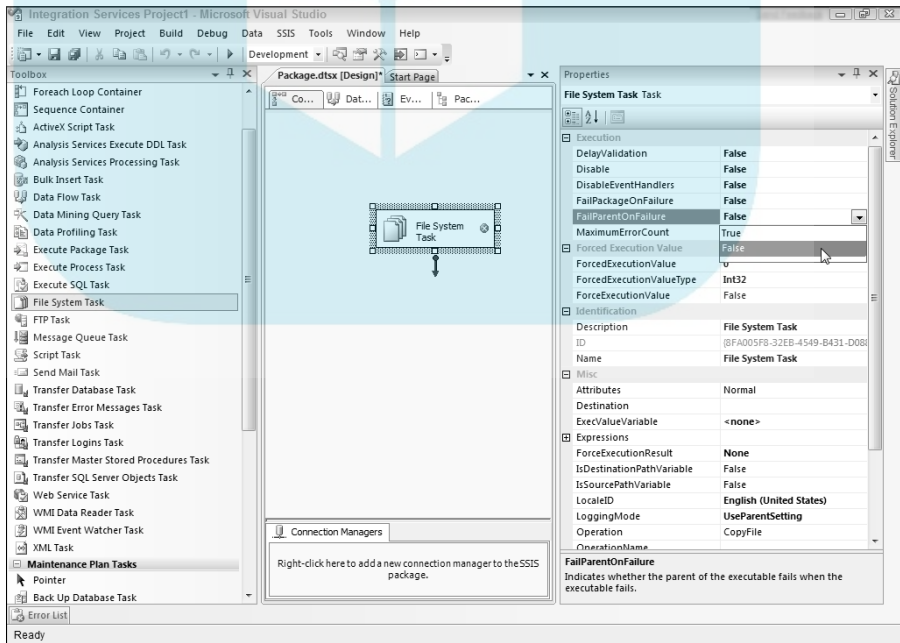 Integration Services Project1 - Microsoft Visual Studio
File Edit View Project Build Debug Data SSIS Tools Window Help
Development
Toolbox
Foreach Loop Container
Sequence Container
ActiveX Script Task
Analysis Services Execute DDL Task
Analysis Services Processing Task
Bulk Insert Task
Data Flow Task
Data Mining Query Task
Data Profiling Task
Execute Package Task
Execute Process Task
Execute SQL Task
File System Task
FTP Task
Message Queue Task
Script Task
Send Mail Task
Transfer Database Task
Transfer Error Messages Task
Transfer Jobs Task
Transfer Logins Task
Transfer Master Stored Procedures Task
Transfer SQL Server Objects Task
Web Service Task
WMI Data Reader Task
WMI Event Watcher Task
XML Task
Maintenance Plan Tasks
Pointer
Back Up Database Task
Package.dtsx [Design]* Start Page
Co... Dat... Ev... Pac...
File System
Task
Connection Managers
Right-click here to add a new connection manager to the SSIS
package.
Properties
File System Task Task
Execution
DelayValidation False
Disable False
DisableEventHandlers False
FailPackageOnFailure False
FailParentOnFailure False
MaximumErrorCount True
Forced Execution Value False
ForcedExecutionValue 0
ForcedExecutionValueType Int32
ForceExecutionValue False
Identification
Description File System Task
ID {8FA005F8-32EB-4549-B431-D08
Name File System Task
Misc
Attributes Normal
Destination
ExecValueVariable <none>
Expressions
ForceExecutionResult None
IsDestinationPathVariable False
IsSourcePathVariable False
LocaleID English (United States)
LoggingMode UseParentSetting
Operation CopyFile
OperationName
FailParentOnFailure
Indicates whether the parent of the executable fails when the
executable fails.
Solution Explorer
Error List
Ready